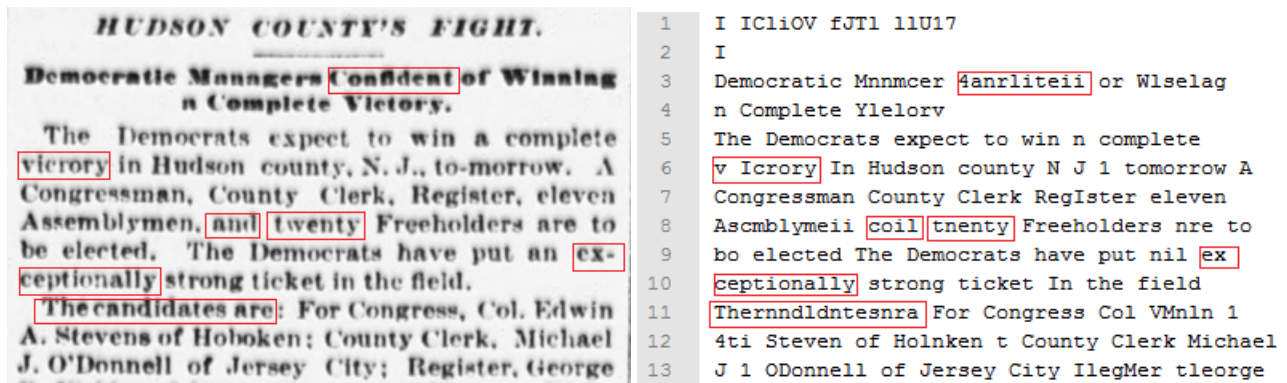 HUDSON COUNTY'S FIGHT.
Democratic Managers Confident of Winning
a Complete Victory.
The Democrats expect to win a complete
vicrory in Hudson county, N. J., to-morrow. A
Congressman, County Clerk, Register, eleven
Assemblymen, and twenty Freeholders are to
be elected. The Democrats have put an ex-
ceptionally strong ticket in the field.
The candidates are: For Congress, Col. Edwin
A. Stevens of Hoboken; County Clerk, Michael
J. O'Donnell of Jersey City; Register, George
1 I ICliOV fJTl llU17
2 I
3 Democratic Mnnmcer 4anrliteii or Wlselag
4 n Complete Ylelorv
5 The Democrats expect to win n complete
6 v Icrory In Hudson county N J 1 tomorrow A
7 Congressman County Clerk RegIster eleven
8 Ascmblymeii coil tnenty Freeholders nre to
9 bo elected The Democrats have put nil ex
10 ceptionally strong ticket In the field
11 Thernndldntesnra For Congress Col VMnln 1
12 4ti Steven of Holnken t County Clerk Michael
13 J 1 ODonnell of Jersey City IlegMer tleorge